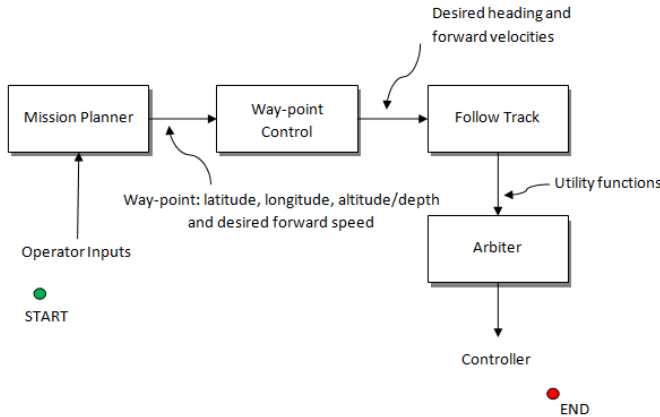 Desired heading and
forward velocities
Mission Planner
Way-point
Control
Follow Track
Way-point: latitude, longitude, altitude/depth
and desired forward speed
Utility functions
Operator Inputs
Arbiter
START
Controller
END